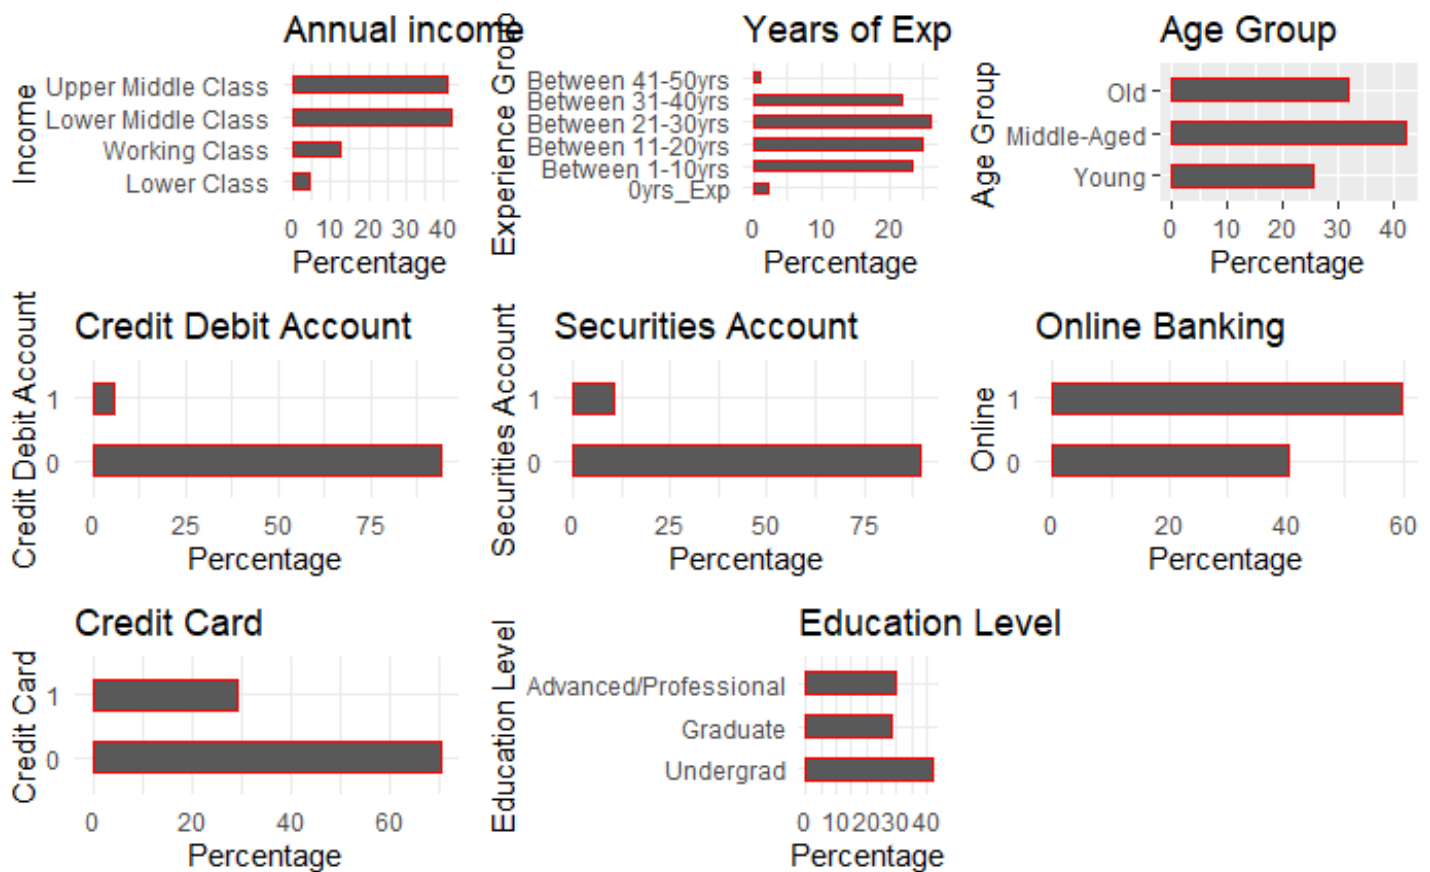 Annual income
Income
Upper Middle Class
Lower Middle Class
Working Class
Lower Class
0 10 20 30 40
Percentage
Years of Exp
Experience Group
Between 41-50yrs
Between 31-40yrs
Between 21-30yrs
Between 11-20yrs
Between 1-10yrs
0yrs_Exp
0 10 20
Percentage
Age Group
Age Group
Old
Middle-Aged
Young
0 10 20 30 40
Percentage
Credit Debit Account
Credit Debit Account
1
0
0 25 50 75
Percentage
Securities Account
Securities Account
1
0
0 25 50 75
Percentage
Online Banking
Online
1
0
0 20 40 60
Percentage
Credit Card
Credit Card
1
0
0 20 40 60
Percentage
Education Level
Education Level
Advanced/Professional
Graduate
Undergrad
0 10 20 30 40
Percentage